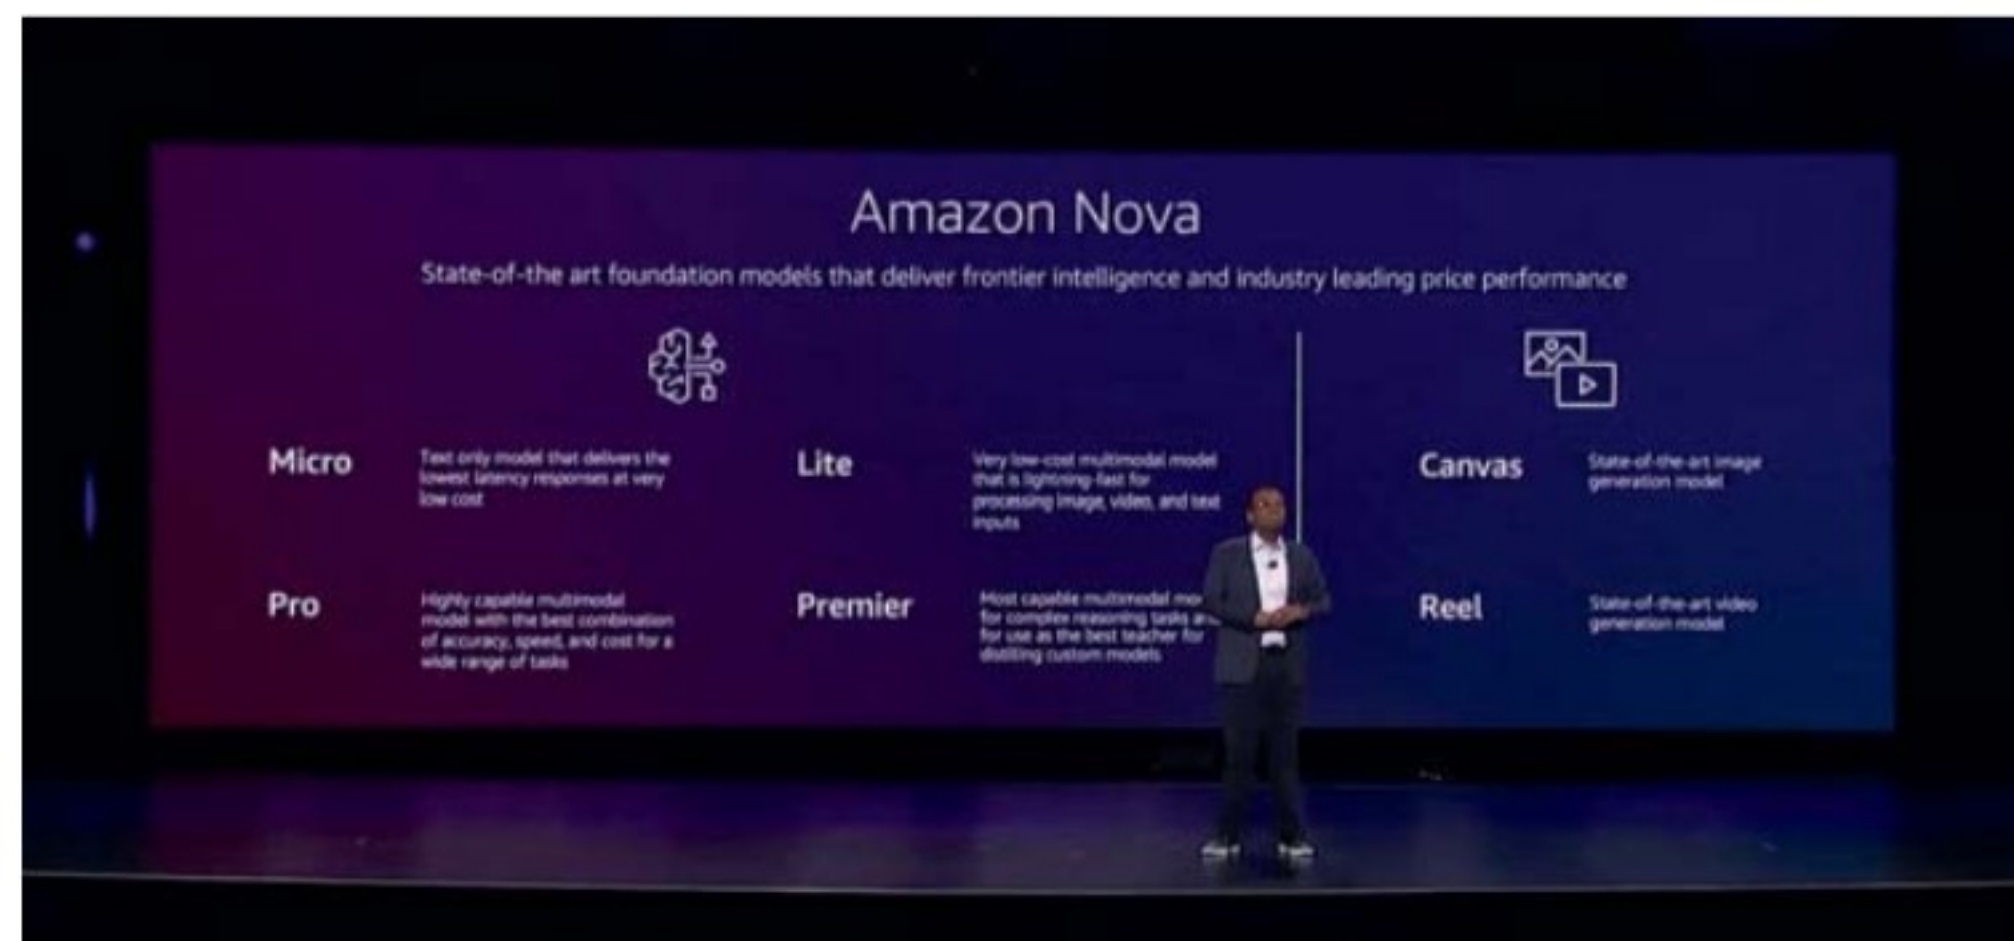 Amazon Nova
State-of-the art foundation models that deliver frontier intelligence and industry leading price performance
Micro
Text only model that delivers the
lowest latency responses at very
low cost
Lite
Very low-cost multimodal model
that is lightning-fast for
processing image, video, and text
inputs
Canvas
State-of-the-art image
generation model
Pro
Highly capable multimodal
model with the best combination
of accuracy, speed, and cost for a
wide range of tasks
Premier
Most capable multimodal
for complex reasoning tasks
for use as the best teacher for
distilling custom models
Reel
State-of-the-art video
generation model